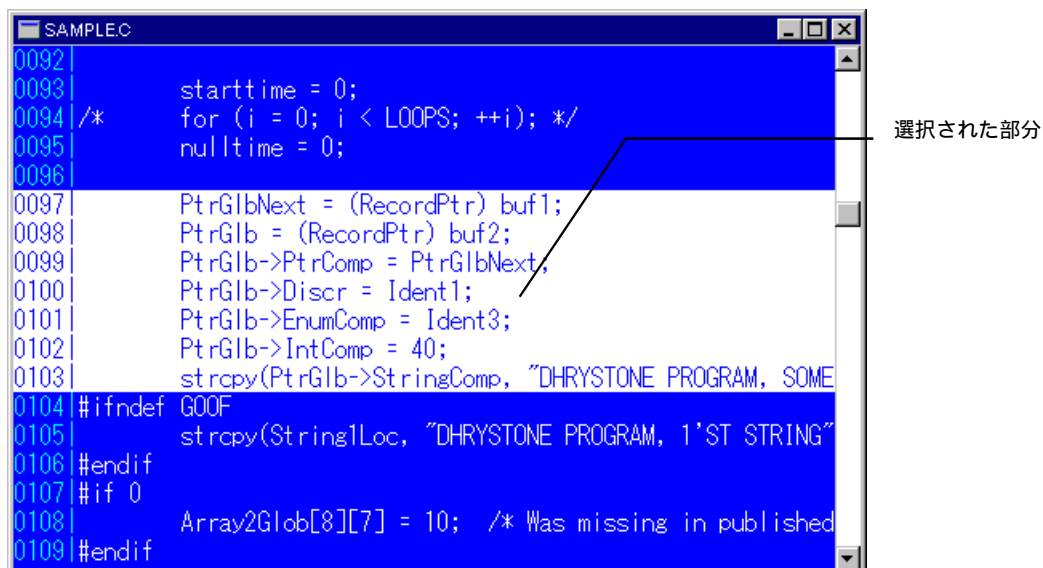 SAMPLE.C
0092|
0093|        starttime = 0;
0094|/*      for (i = 0; i < LOOPS; ++i); */
0095|        nulltime = 0;
0096|
0097|        PtrGlbNext = (RecordPtr) buf1;
0098|        PtrGlb = (RecordPtr) buf2;
0099|        PtrGlb->PtrComp = PtrGlbNext;
0100|        PtrGlb->Discr = Ident1;
0101|        PtrGlb->EnumComp = Ident3;
0102|        PtrGlb->IntComp = 40;
0103|        strcpy(PtrGlb->StringComp, "DHRYSTONE PROGRAM, SOME
0104|#ifndef GOOF
0105|        strcpy(String1Loc, "DHRYSTONE PROGRAM, 1'ST STRING"
0106|#endif
0107|#if 0
0108|        Array2Glob[8][7] = 10;  /* Was missing in published
0109|#endif
選択された部分